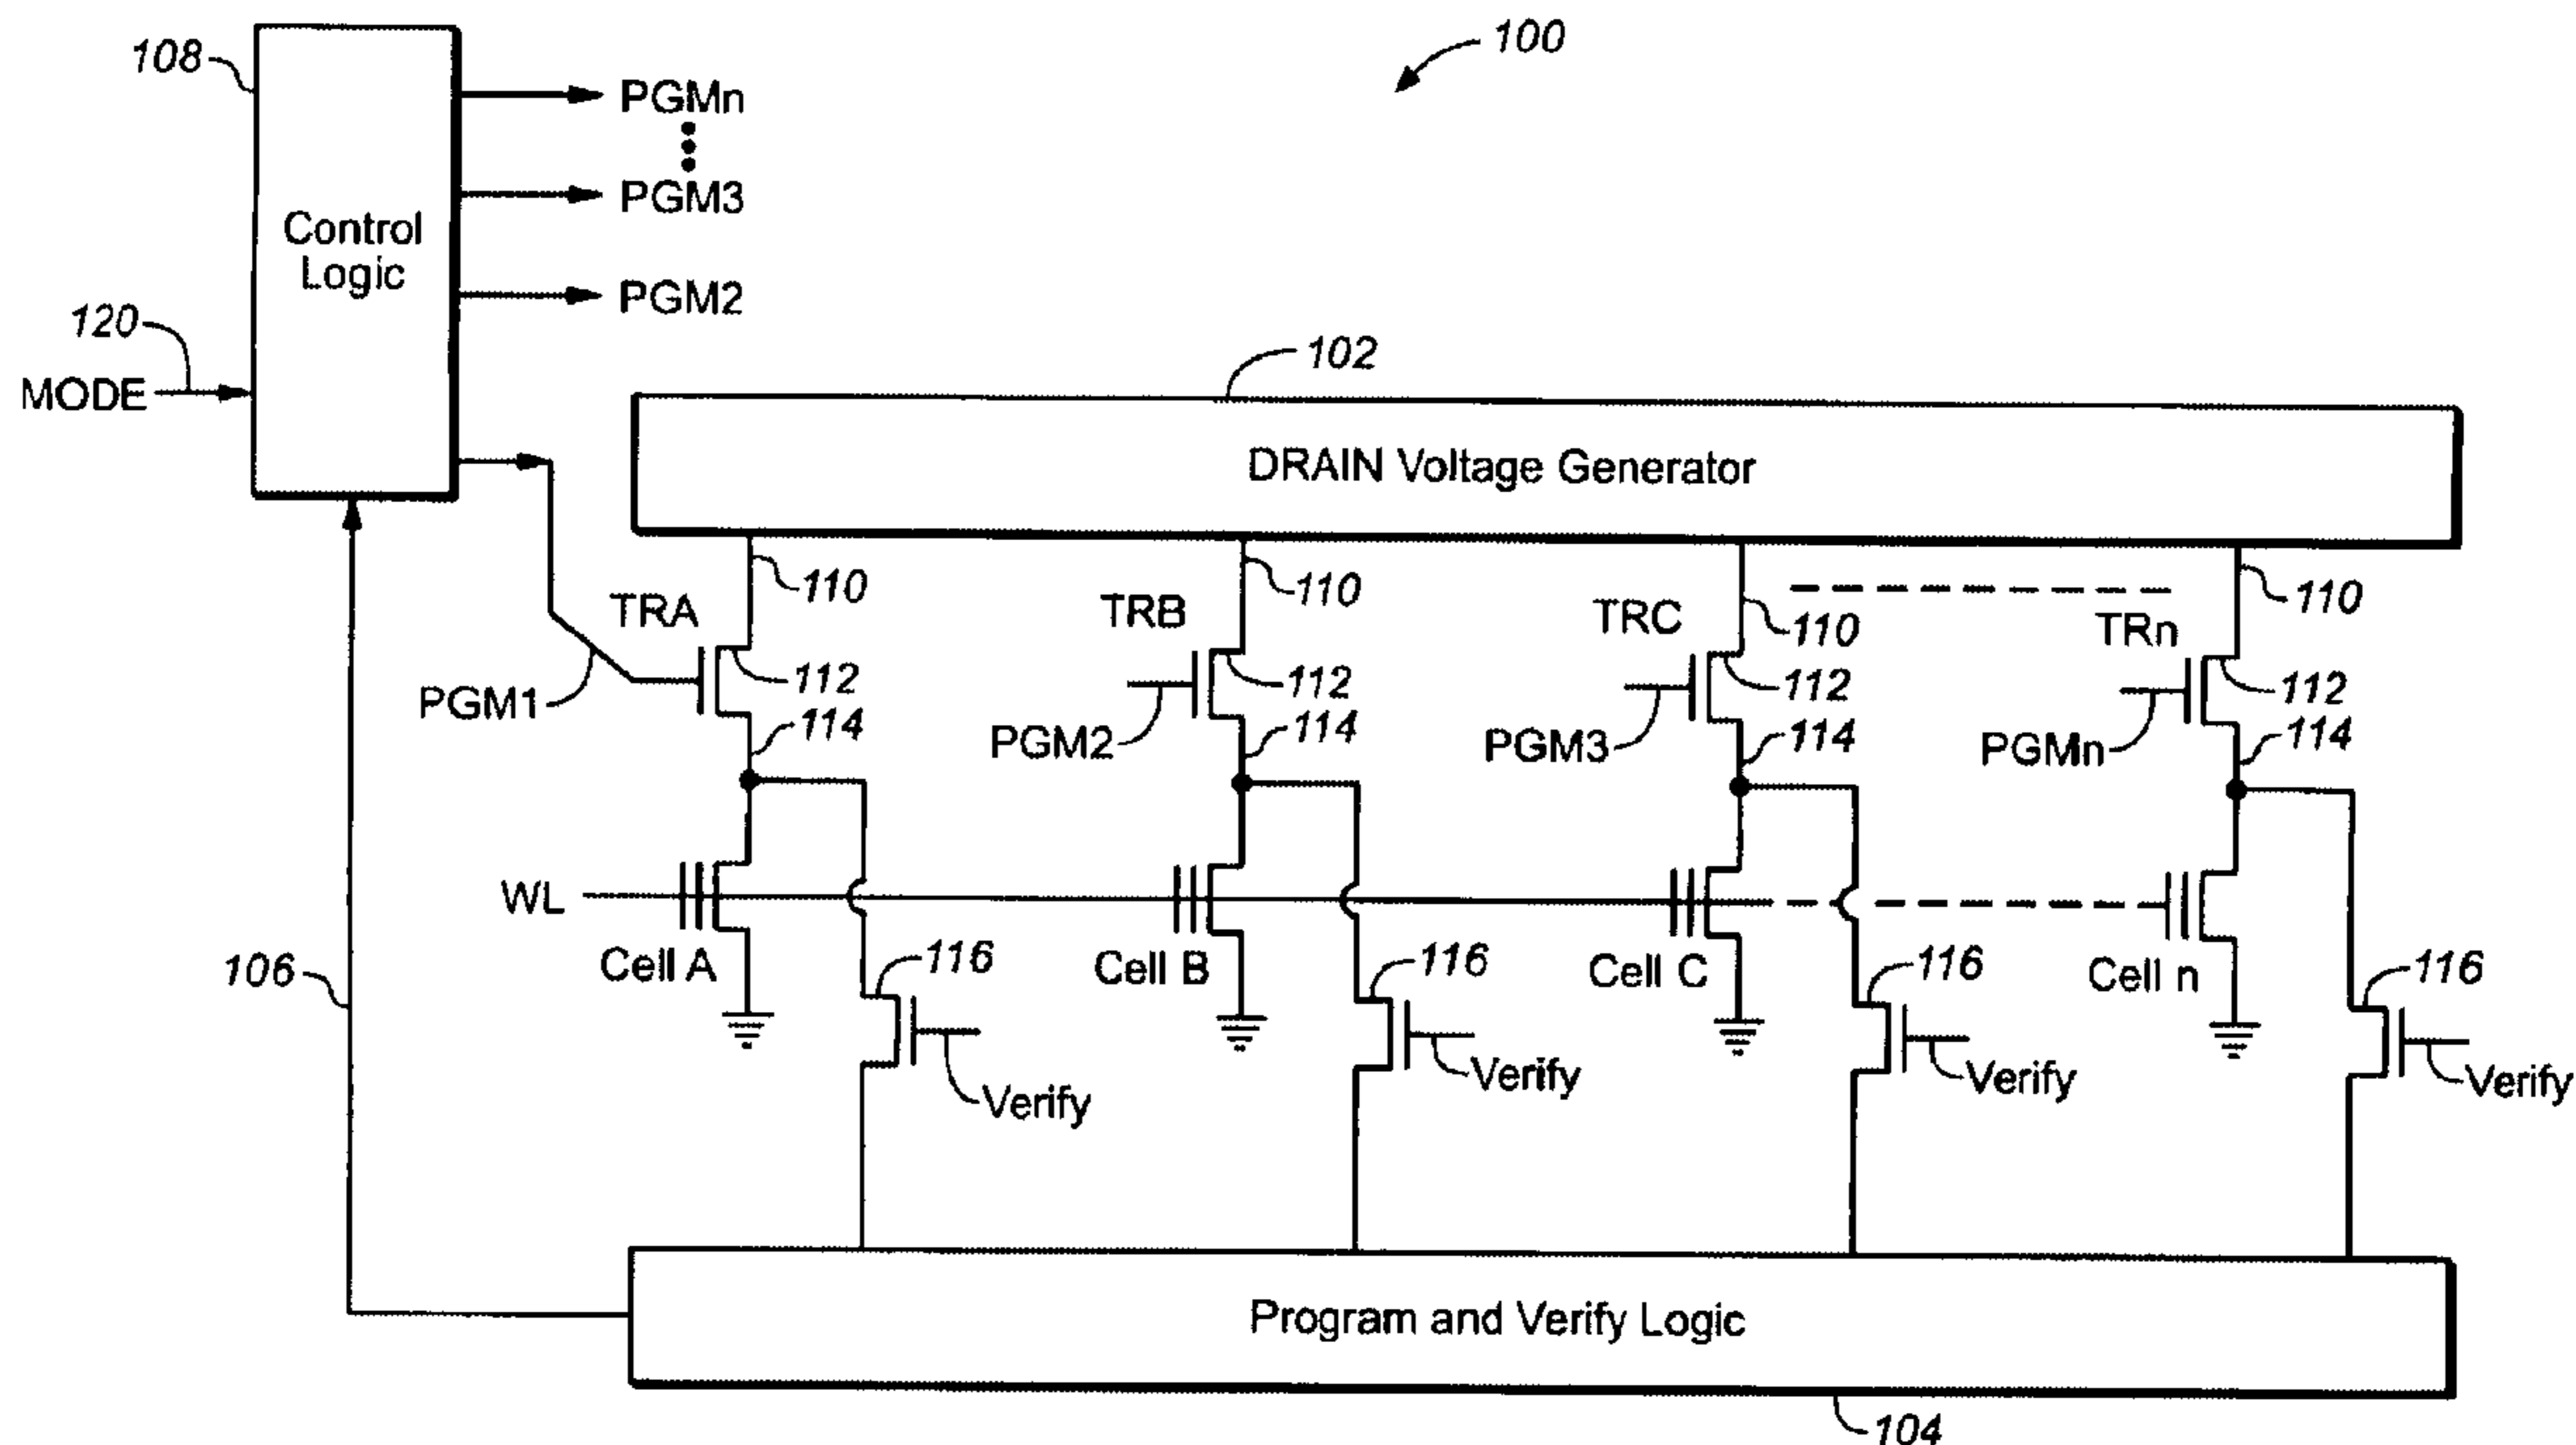 100
108
PGMn
PGM3
Control
Logic
PGM2
120
MODE
102
DRAIN Voltage Generator
110
110
110
110
TRA
TRB
TRC
TRn
112
112
112
112
PGM1
PGM2
PGM3
PGMn
114
114
114
114
WL
Cell A
Cell B
Cell C
Cell n
106
116
116
116
116
Verify
Verify
Verify
Verify
Program and Verify Logic
104